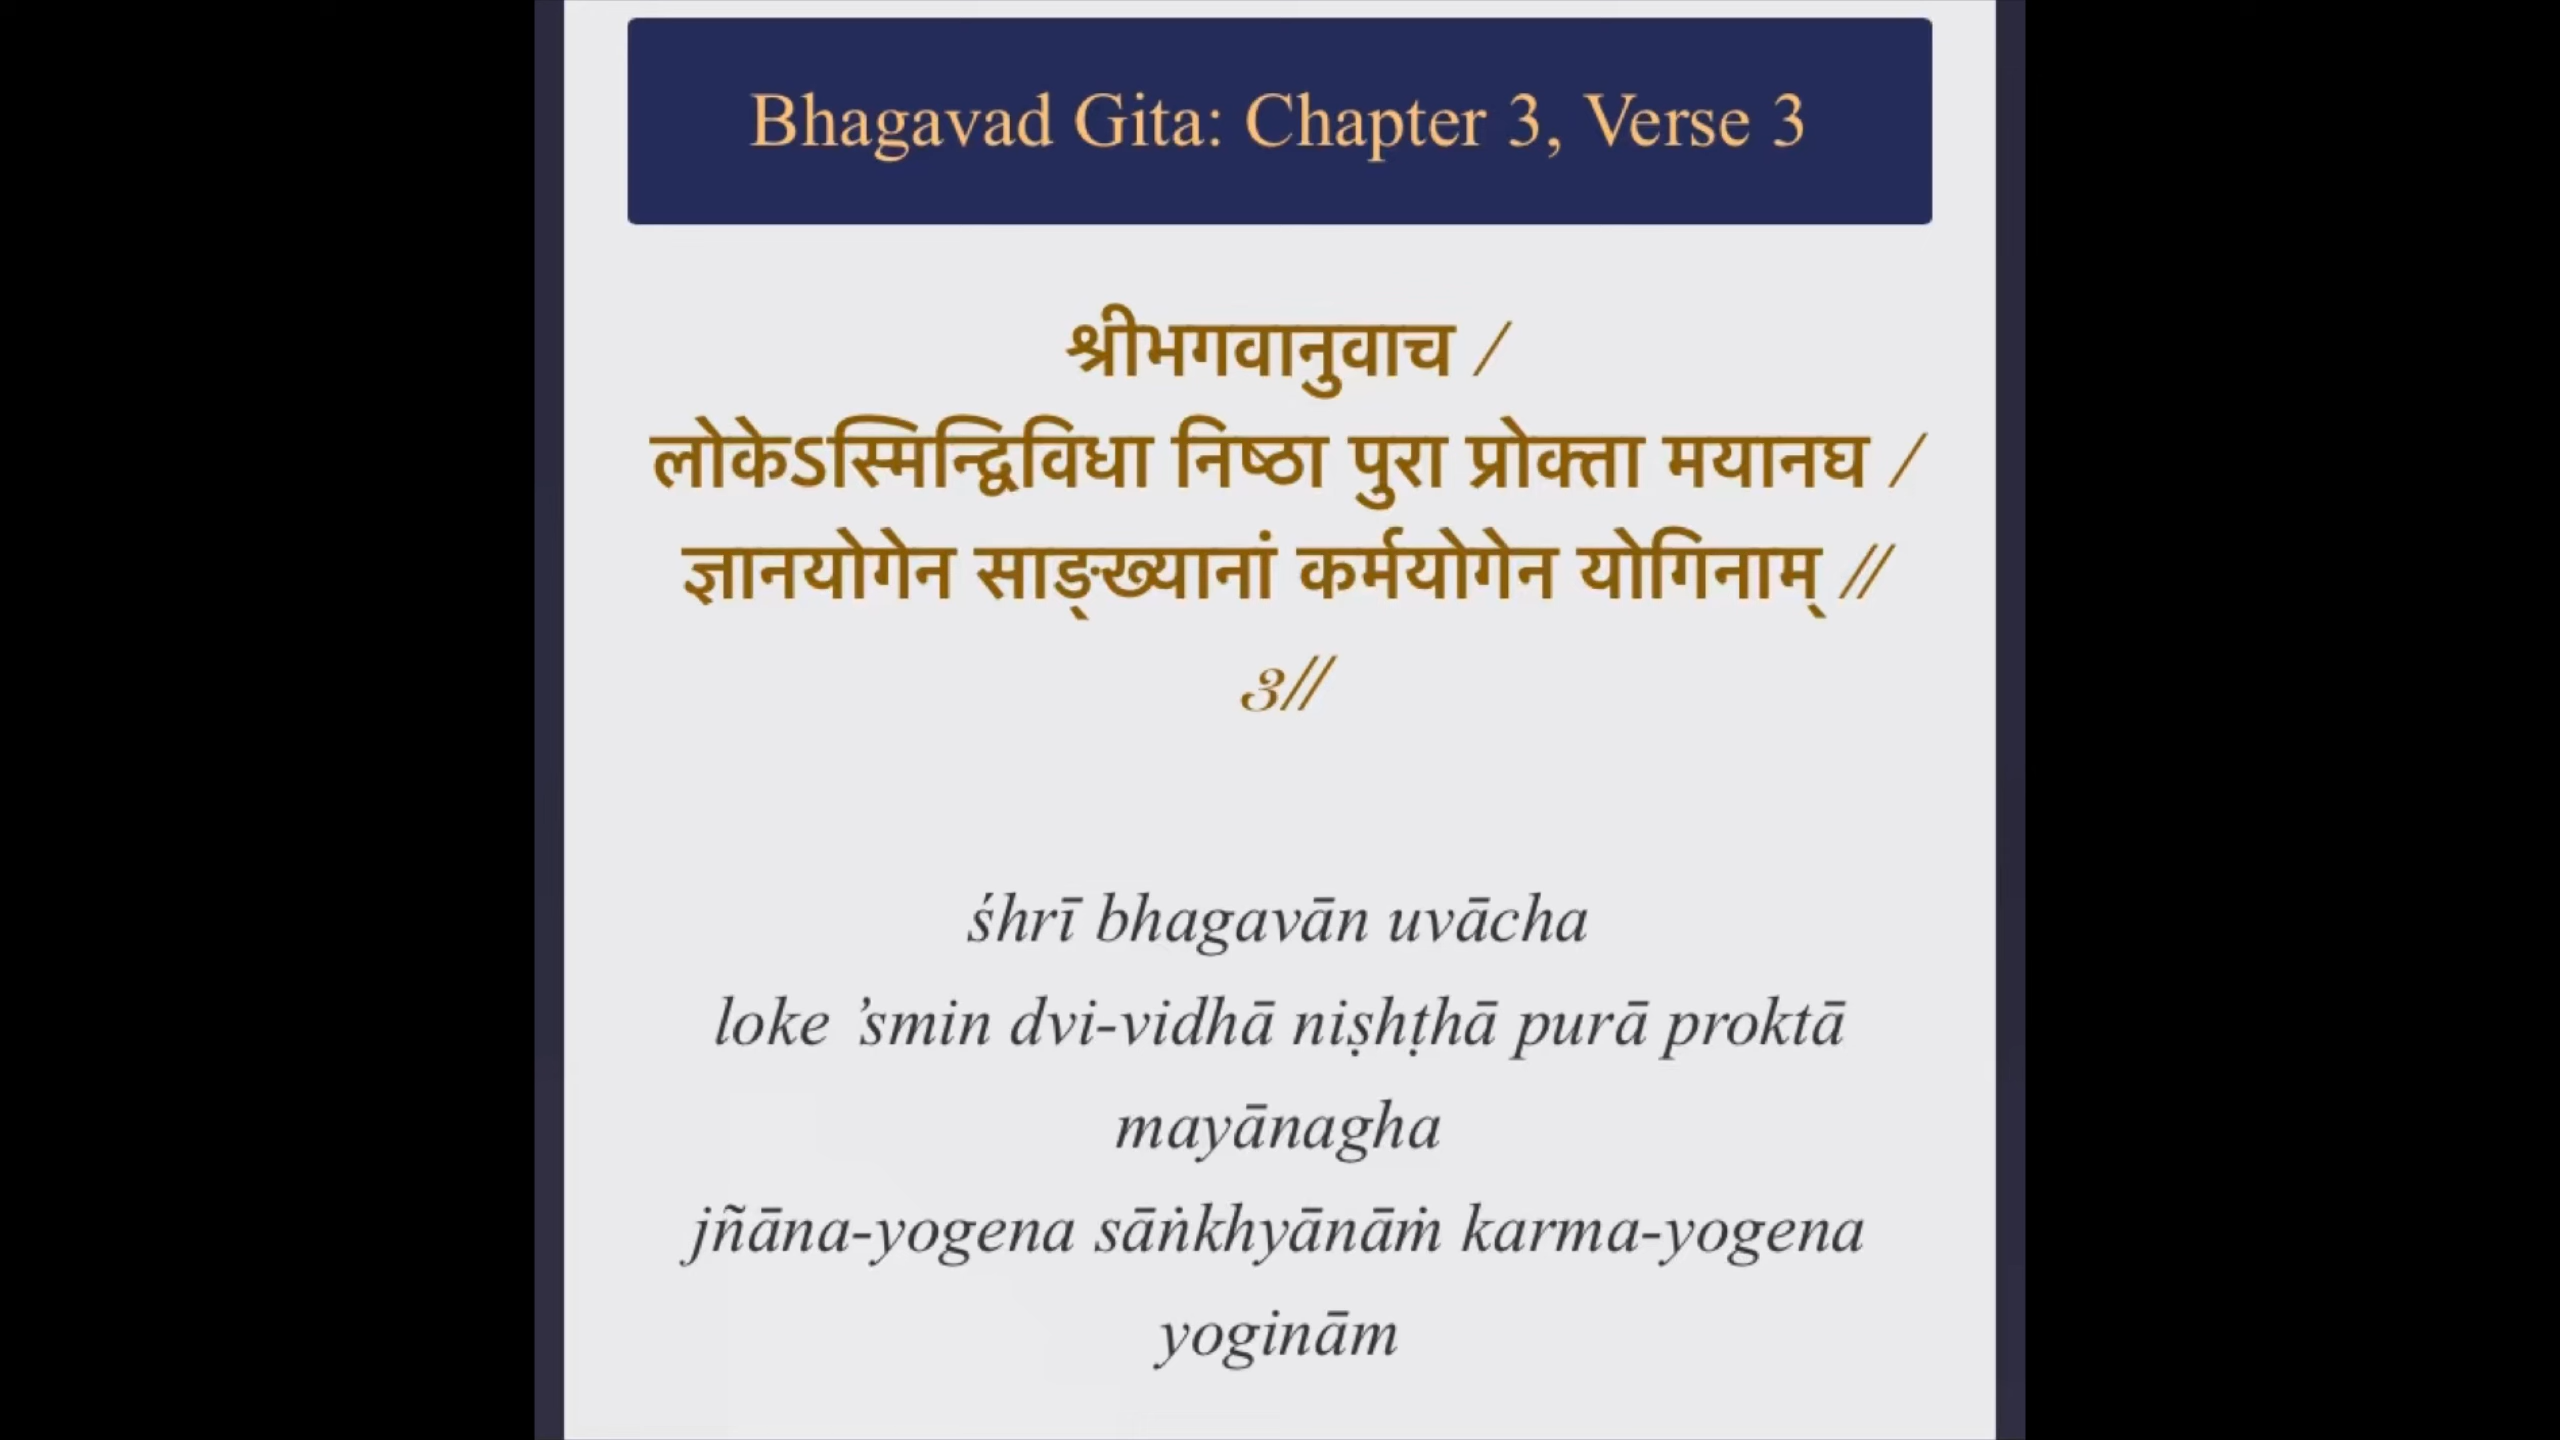 Bhagavad Gita: Chapter 3, Verse 3
श्रीभगवानुवाच /
लोकेऽस्मिन्द्विविधा निष्ठा पुरा प्रोक्ता मयानघ /
ज्ञानयोगेन साङ्ख्यानां कर्मयोगेन योगिनाम् //
3//
śhrī bhagavān uvācha
loke ’smin dvi-vidhā niṣhṭhā purā proktā
mayānagha
jñāna-yogena sāṅkhyānāṁ karma-yogena
yoginām